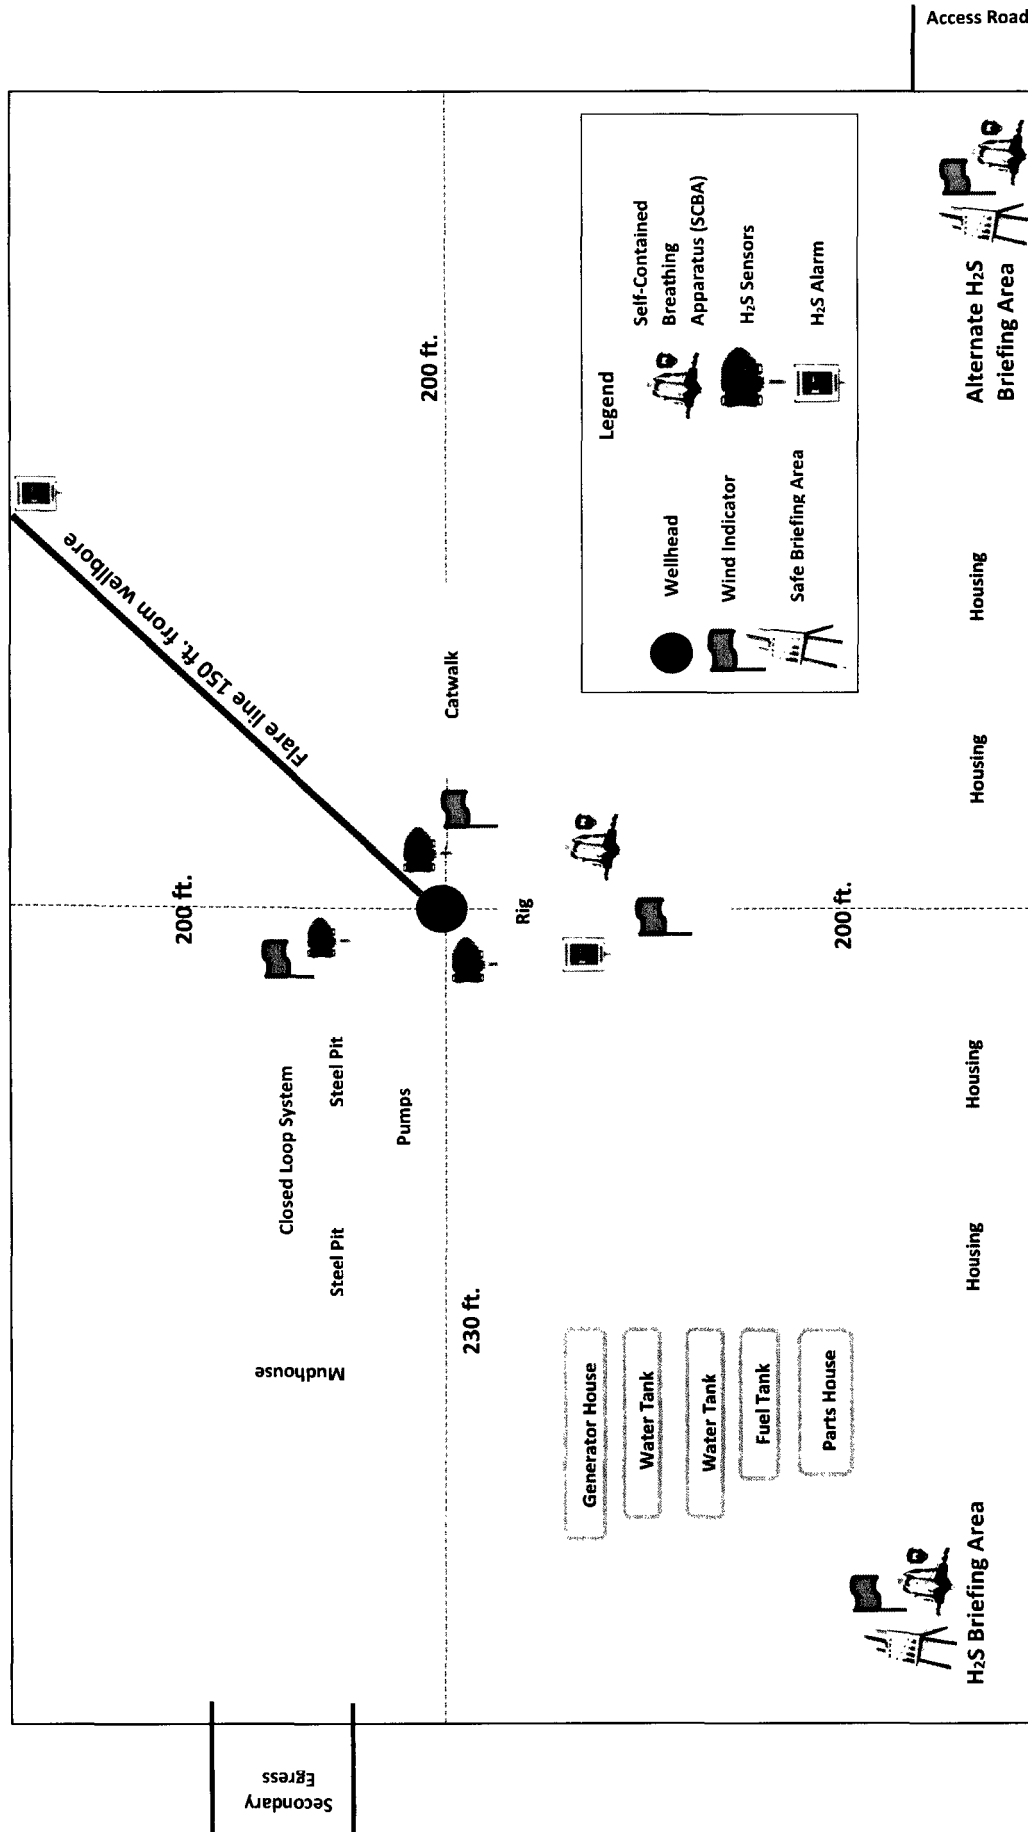 Access Road
200 ft.
Flare line 150 ft. from wellbore
200 ft.
Catwalk
Rig
Closed Loop System
Steel Pit
Steel Pit
Pumps
Mudhouse
230 ft.
200 ft.
Secondary
Egress
Generator House
Water Tank
Water Tank
Fuel Tank
Parts House
Legend
Wellhead
Wind Indicator
Safe Briefing Area
Self-Contained
Breathing
Apparatus (SCBA)
H2S Sensors
H2S Alarm
H2S Briefing Area
Housing
Housing
Housing
Housing
Alternate H2S
Briefing Area